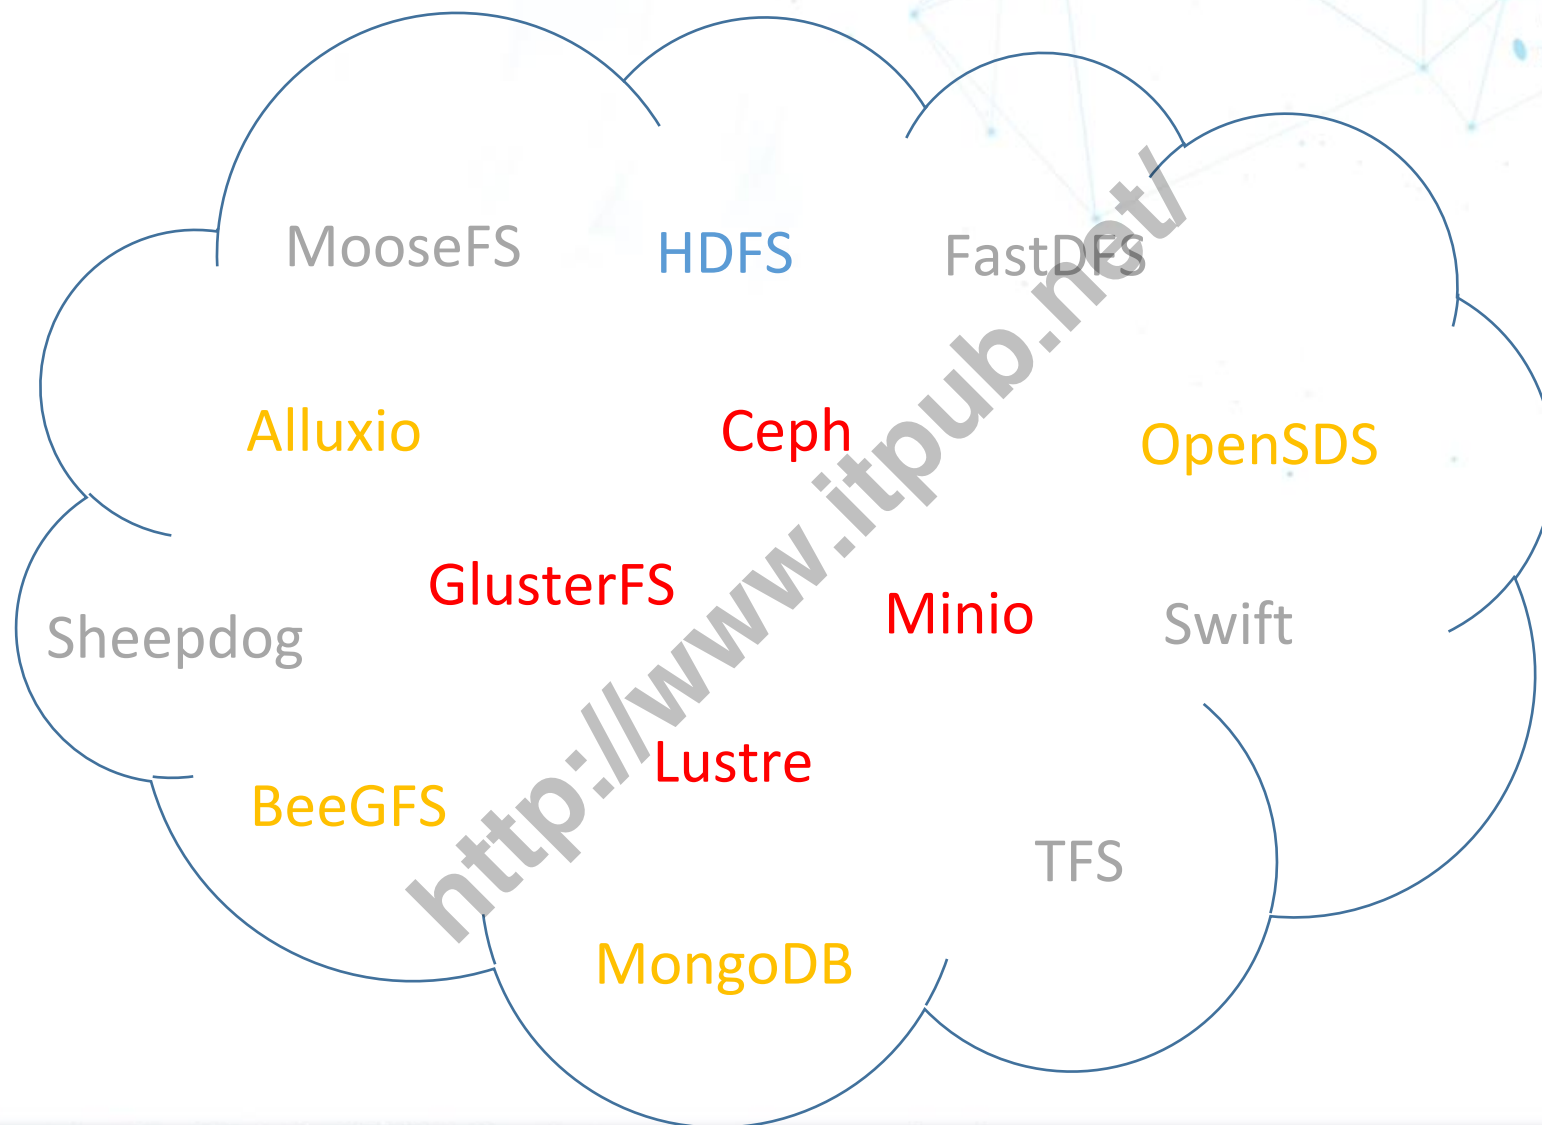 MooseFS
HDFS
FastDFS
Alluxio
Ceph
OpenSDS
GlusterFS
Minio
Swift
Sheepdog
Lustre
BeeGFS
TFS
MongoDB
http://www.itpub.net/